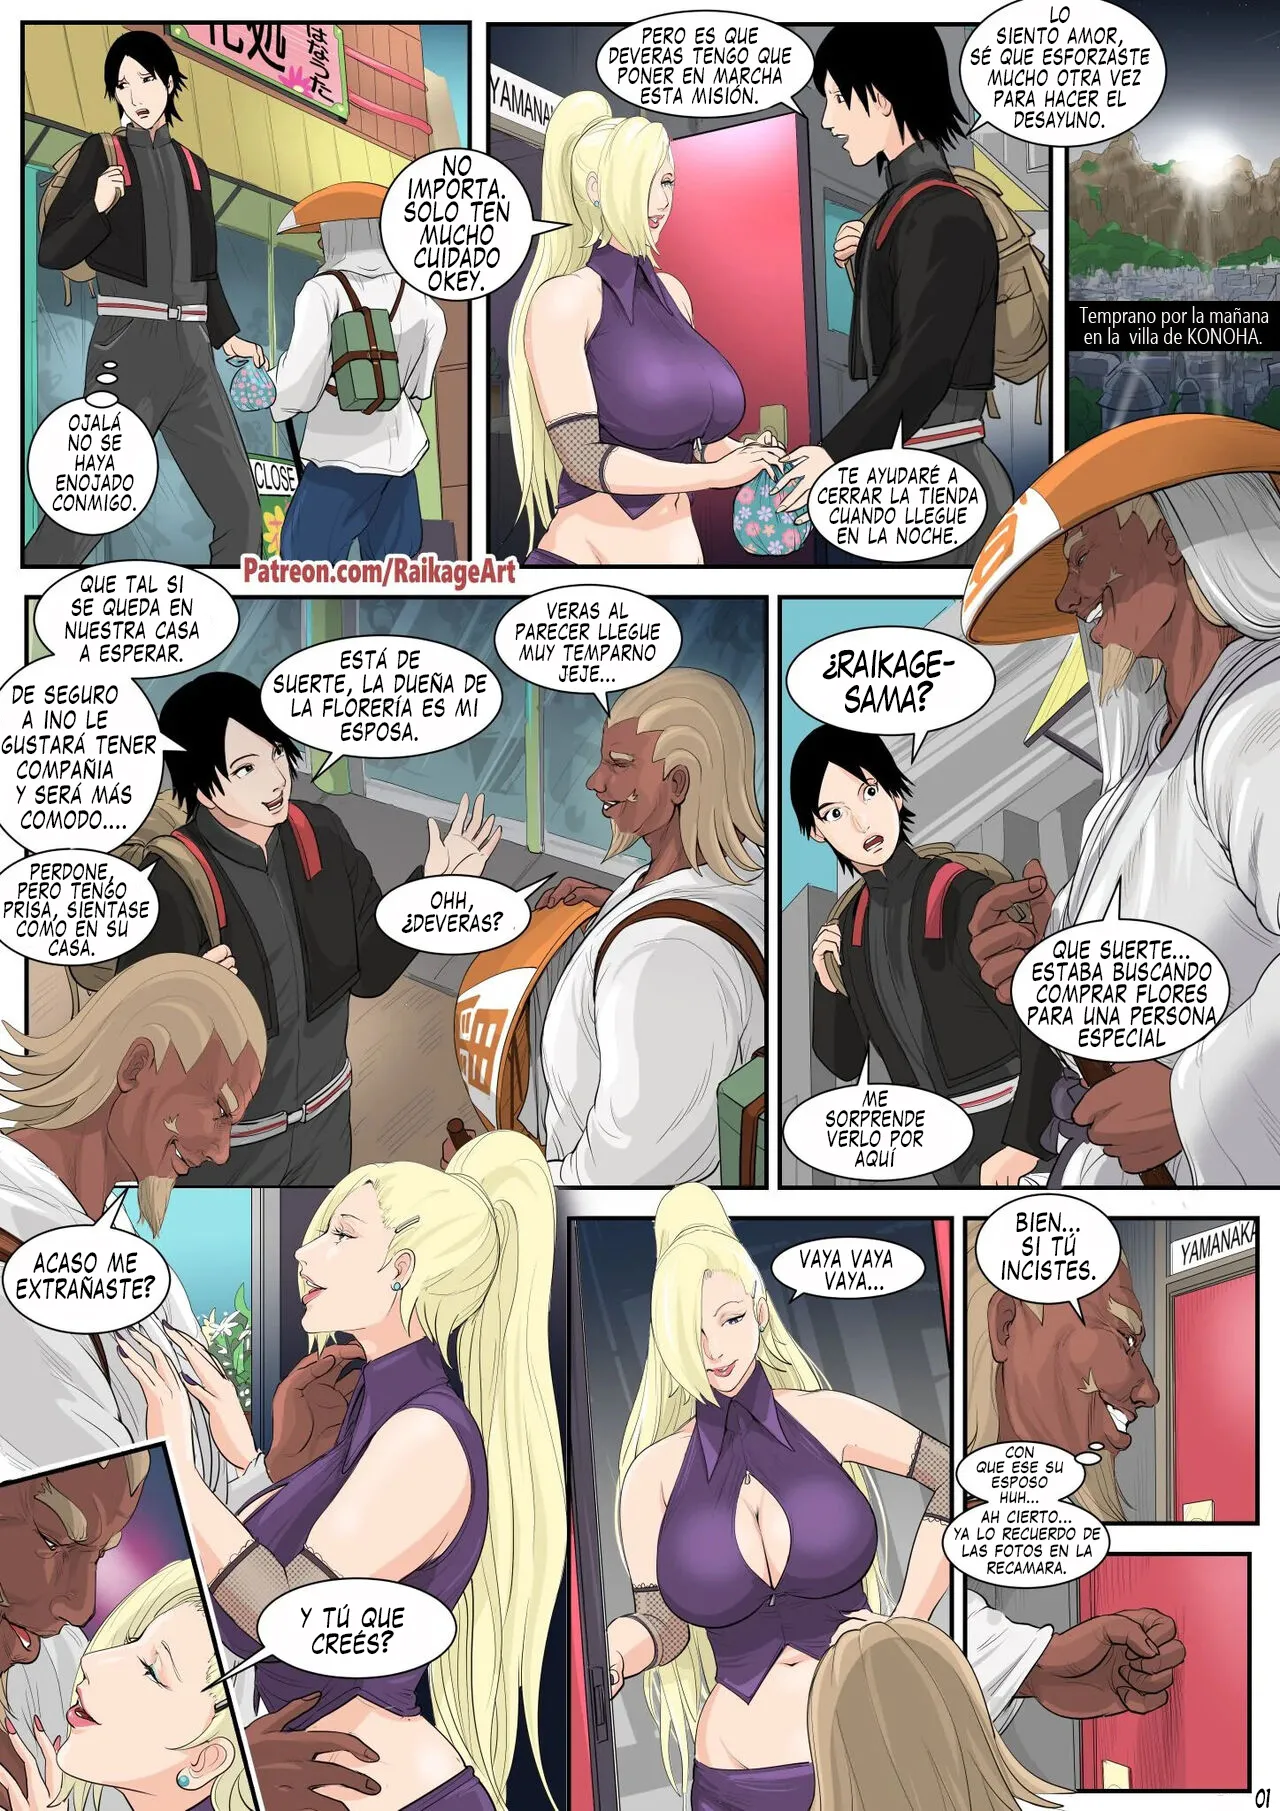 LO
SIENTO AMOR,
SÉ QUE ESFORZASTE
MUCHO OTRA VEZ
PARA HACER EL
DESAYUNO.
Temprano por la mañana
en la villa de KONOHA.
PERO ES QUE
DEVERAS TENGO QUE
PONER EN MARCHA
ESTA MISIÓN.
YAMANAK
NO
IMPORTA.
SOLO TEN
MUCHO
CUIDADO
OKEY.
TE AYUDARÉ A
CERRAR LA TIENDA
CUANDO LLEGUE
EN LA NOCHE.
処
はなうた
OJALÁ
NO SE
HAYA
ENOJADO
CONMIGO.
CLOSE
Patreon.com/RaikageArt
¿RAIKAGE-
SAMA?
QUE SUERTE...
ESTABA BUSCANDO
COMPRAR FLORES
PARA UNA PERSONA
ESPECIAL
ME
SORPRENDE
VERLO POR
AQUÍ
VERAS AL
PARECER LLEGUE
MUY TEMPARNO
JEJE...
ESTÁ DE
SUERTE, LA DUEÑA DE
LA FLORERÍA ES MI
ESPOSA.
OHH,
¿DEVERAS?
QUE TAL SI
SE QUEDA EN
NUESTRA CASA
A ESPERAR.
DE SEGURO
A INO LE
GUSTARÁ TENER
COMPAÑIA
Y SERÁ MÁS
COMODO....
PERDONE,
PERO TENGO
PRISA, SIENTASE
COMO EN SU
CASA.
BIEN...
SI TÚ
INCISTES.
YAMANAKA
CON
QUE ESE SU
ESPOSO
HUH...
AH CIERTO...
YA LO RECUERDO DE
LAS FOTOS EN LA
RECAMARA.
VAYA VAYA
VAYA...
ACASO ME
EXTRAÑASTE?
Y TÚ QUE
CREÉS?
01